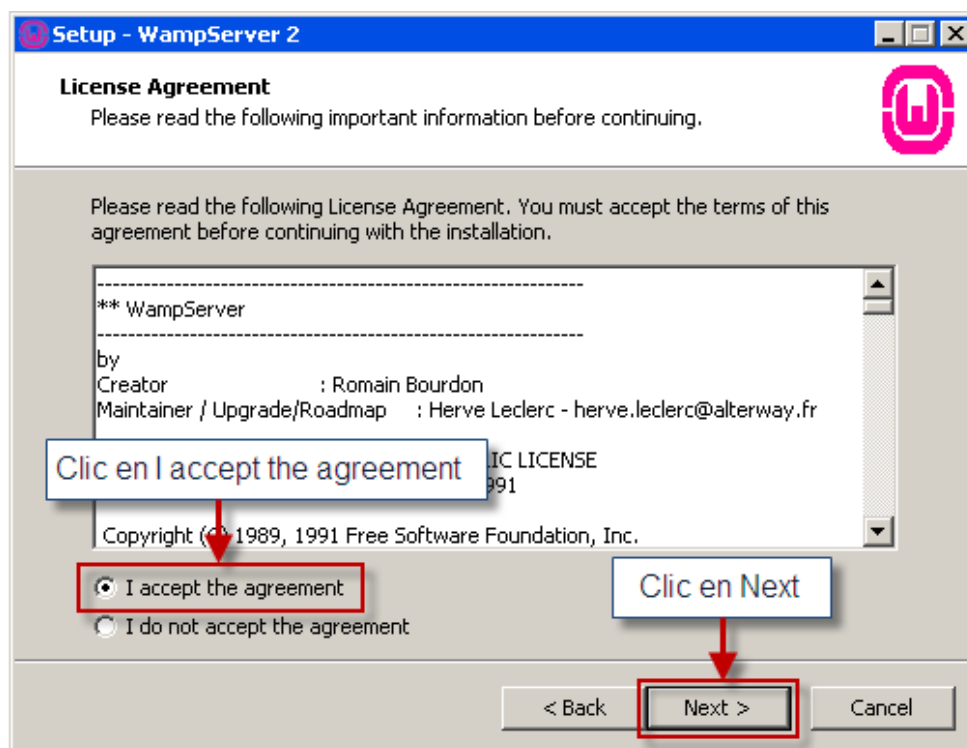 Setup - WampServer 2
License Agreement
Please read the following important information before continuing.
Please read the following License Agreement. You must accept the terms of this
agreement before continuing with the installation.
---------------------------------------------------------------
** WampServer
---------------------------------------------------------------
by
Creator : Romain Bourdon
Maintainer / Upgrade/Roadmap : Herve Leclerc - herve.leclerc@alterway.fr
LICENSE
Clic en I accept the agreement
Copyright (C) 1989, 1991 Free Software Foundation, Inc.
I accept the agreement
Clic en Next
I do not accept the agreement
< Back
Next >
Cancel